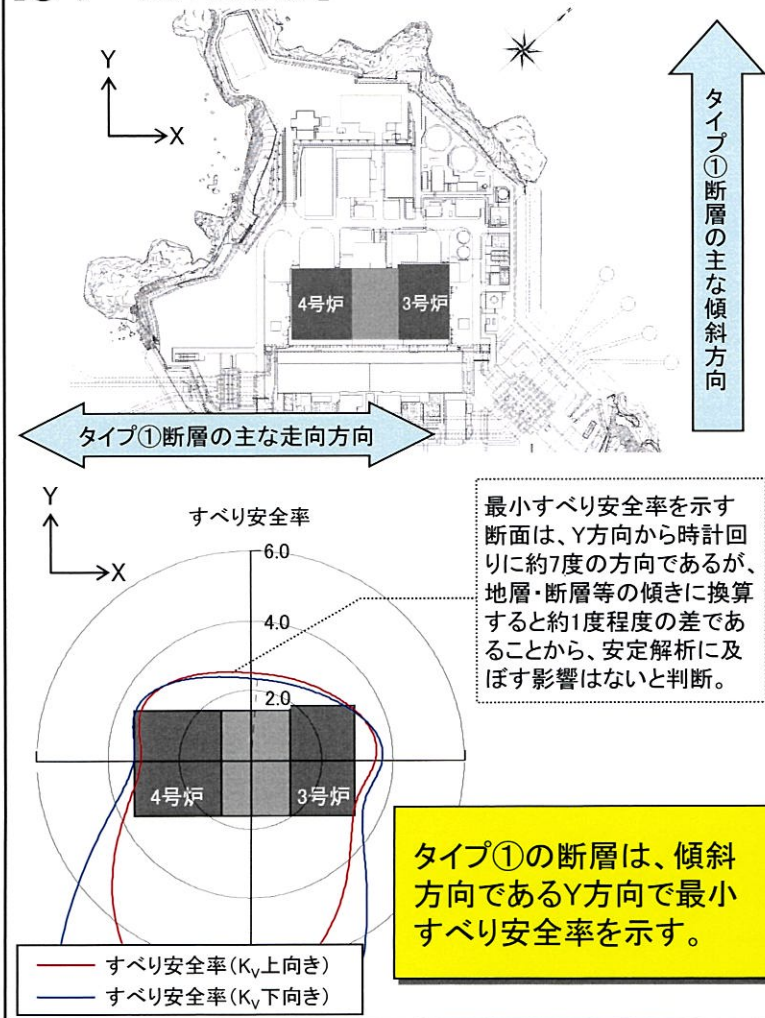 Y
X
タイプ①断層の主な傾斜方向
4号炉
3号炉
タイプ①断層の主な走向方向
Y
X
すべり安全率
6.0
4.0
2.0
4号炉
3号炉
最小すべり安全率を示す
断面は、Y方向から時計回
りに約7度の方向であるが、
地層・断層等の傾きに換算
すると約1度程度の差であ
ることから、安定解析に及
ぼす影響はないと判断。
タイプ①の断層は、傾斜
方向であるY方向で最小
すべり安全率を示す。
すべり安全率(KV上向き)
すべり安全率(KV下向き)